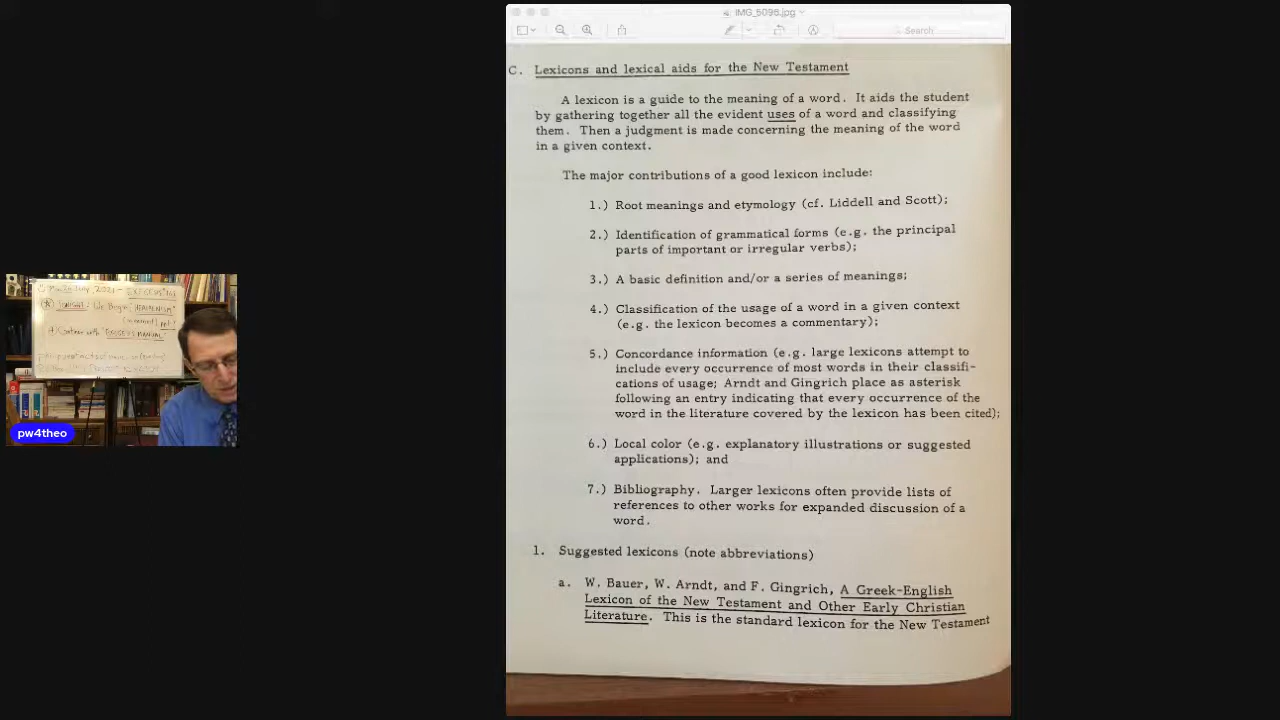 IMG_5096.jpg
Search
C. Lexicons and lexical aids for the New Testament
A lexicon is a guide to the meaning of a word. It aids the student
by gathering together all the evident uses of a word and classifying
them. Then a judgment is made concerning the meaning of the word
in a given context.
The major contributions of a good lexicon include:
1.) Root meanings and etymology (cf. Liddell and Scott);
2.) Identification of grammatical forms (e.g. the principal
parts of important or irregular verbs);
3.) A basic definition and/or a series of meanings;
4.) Classification of the usage of a word in a given context
(e.g. the lexicon becomes a commentary);
5.) Concordance information (e.g. large lexicons attempt to
include every occurrence of most words in their classifi-
cations of usage; Arndt and Gingrich place as asterisk
following an entry indicating that every occurrence of the
word in the literature covered by the lexicon has been cited);
6.) Local color (e.g. explanatory illustrations or suggested
applications); and
7.) Bibliography. Larger lexicons often provide lists of
references to other works for expanded discussion of a
word.
1. Suggested lexicons (note abbreviations)
a. W. Bauer, W. Arndt, and F. Gingrich, A Greek-English
Lexicon of the New Testament and Other Early Christian
Literature. This is the standard lexicon for the New Testament
2021
TONIGHT: We Begin
"EXEGESIS MANUAL"
pw4theo